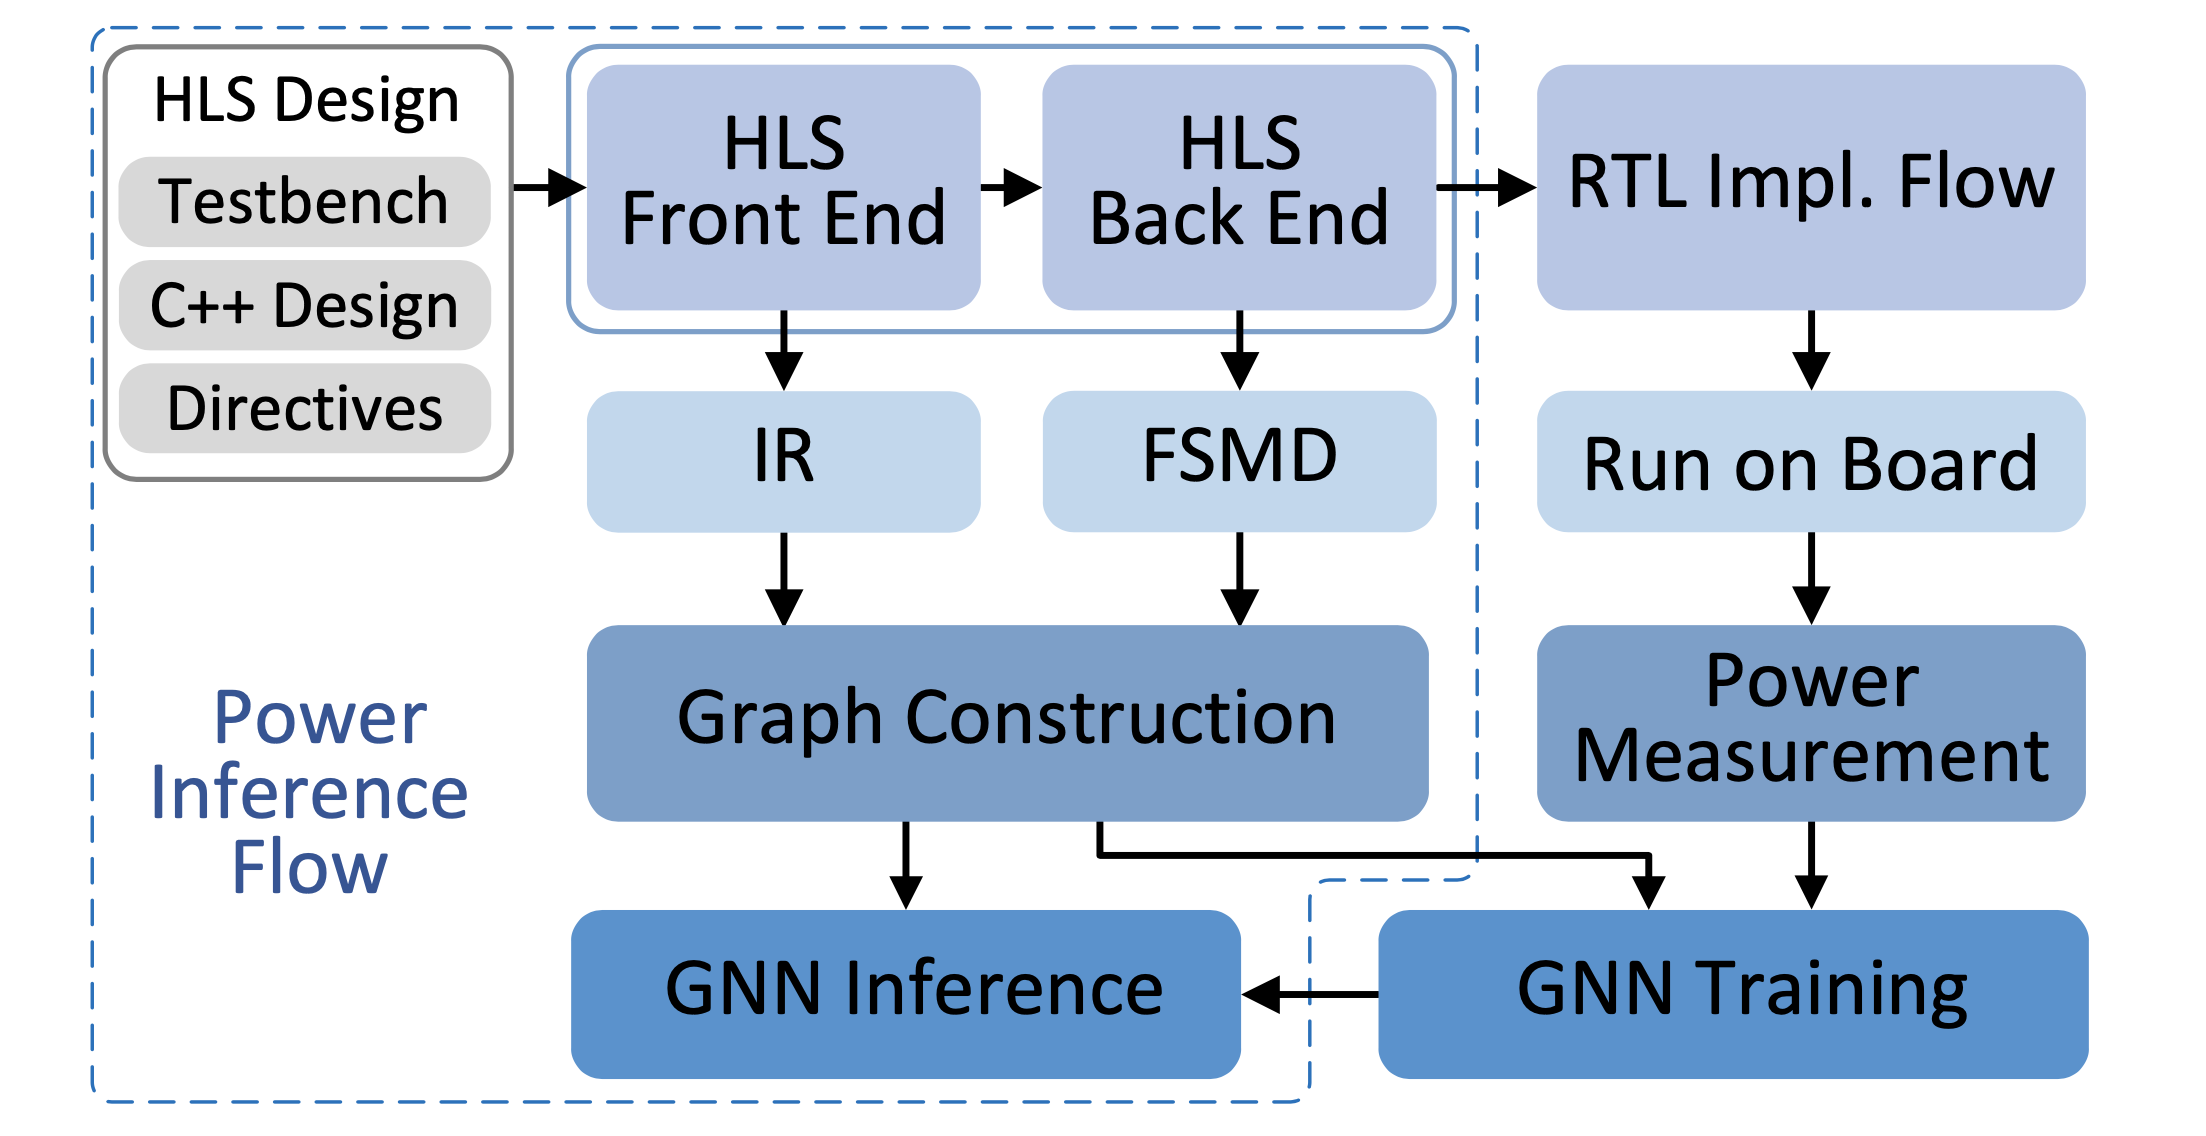 HLS Design
Testbench
C++ Design
Directives
HLS
Front End
HLS
Back End
RTL Impl. Flow
IR
FSMD
Run on Board
Graph Construction
Power
Measurement
Power
Inference
Flow
GNN Inference
GNN Training